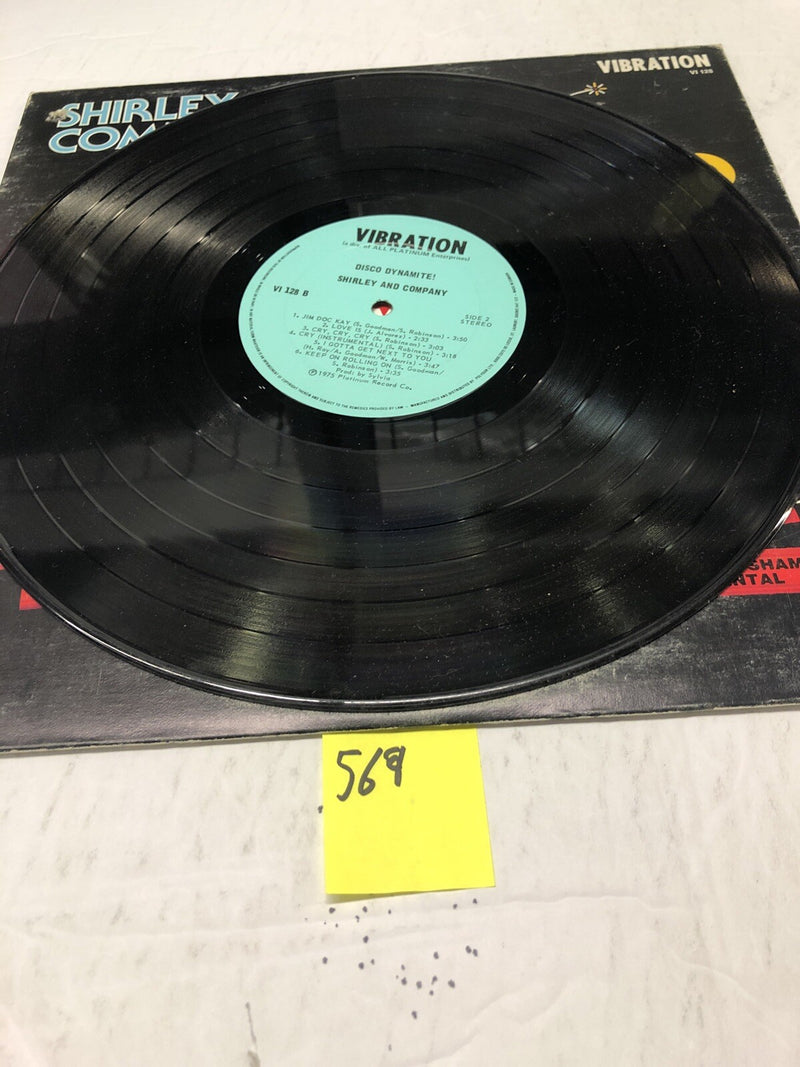 VIBRATION
VI 128
SHIRLEY
COM
VIBRATION
(a div. of ALL PLATINUM Enterprises)
DISCO DYNAMITE!
SHIRLEY AND COMPANY
VI 128 B
SIDE 2
STEREO
1. JIM DOC KAY (S. Goodman/S. Robinson) - 3:50
2. LOVE IS (J. Alvarez) - 2:33
3. CRY, CRY, CRY (S. Robinson) - 3:03
4. CRY (INSTRUMENTAL) (S. Robinson) - 3:18
5. I GOTTA GET NEXT TO YOU
(H. Ray/A. Goodman/W. Morris) - 3:47
6. KEEP ON ROLLING ON (S. Goodman/
S. Robinson) - 3:35
Prod: by Sylvia
℗ 1975 Platinum Record Co.
SHAM
NTAL
569